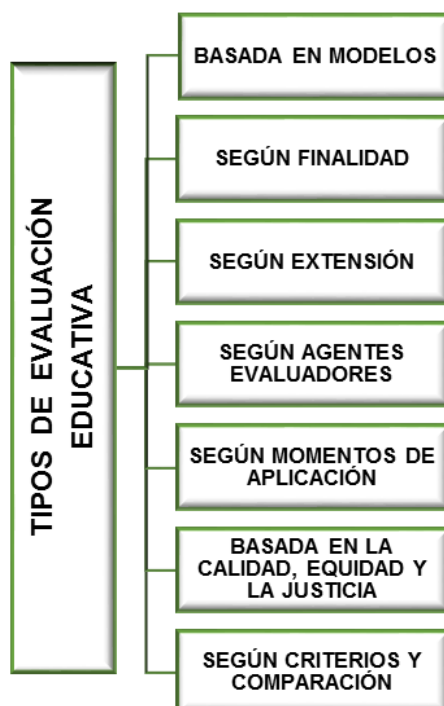 TIPOS DE EVALUACIÓN
EDUCATIVA
BASADA EN MODELOS
SEGÚN FINALIDAD
SEGÚN EXTENSIÓN
SEGÚN AGENTES
EVALUADORES
SEGÚN MOMENTOS DE
APLICACIÓN
BASADA EN LA
CALIDAD, EQUIDAD Y
LA JUSTICIA
SEGÚN CRITERIOS Y
COMPARACIÓN